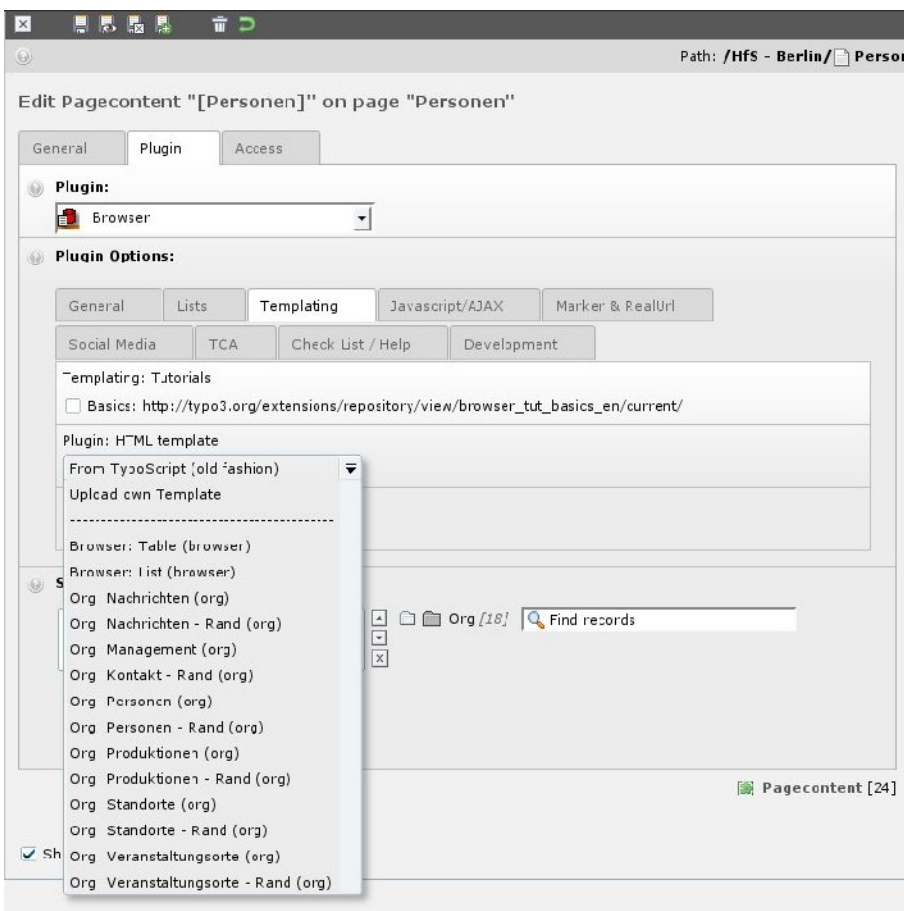 Path: /HfS - Berlin/ Person
Edit Pagecontent "[Personen]" on page "Personen"
General Plugin Access
Plugin:
Browser
Plugin Options:
General Lists Templating Javascript/AJAX Marker & RealUrl
Social Media TCA Check List / Help Development
Templating: Tutorials
Basics: http://typo3.org/extensions/repository/view/browser_tut_basics_en/current/
Plugin: HTML template
From TypoScript (old fashion)
Upload own Template
--------------------------------------------
Browser: Table (browser)
Browser: List (browser)
S
Org Nachrichten (org)
Org Nachrichten - Rand (org)
Org [18] Find records
Org Management (org)
Org Kontakt - Rand (org)
Org Personen (org)
Org Personen - Rand (org)
Org Produktionen (org)
Org Produktionen - Rand (org)
Pagecontent [24]
Org Standorte (org)
Org Standorte - Rand (org)
Sh
Org Veranstaltungsorte (org)
Org Veranstaltungsorte - Rand (org)